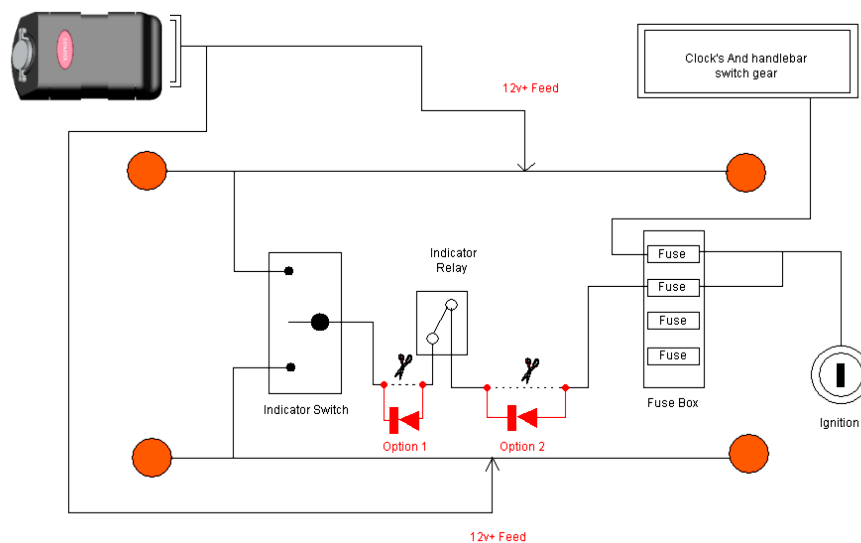 Clock's And handlebar
switch gear
12v+ Feed
Indicator
Relay
Fuse
Fuse
Fuse
Fuse
Indicator Switch
Option 1
Option 2
Fuse Box
Ignition
12v+ Feed